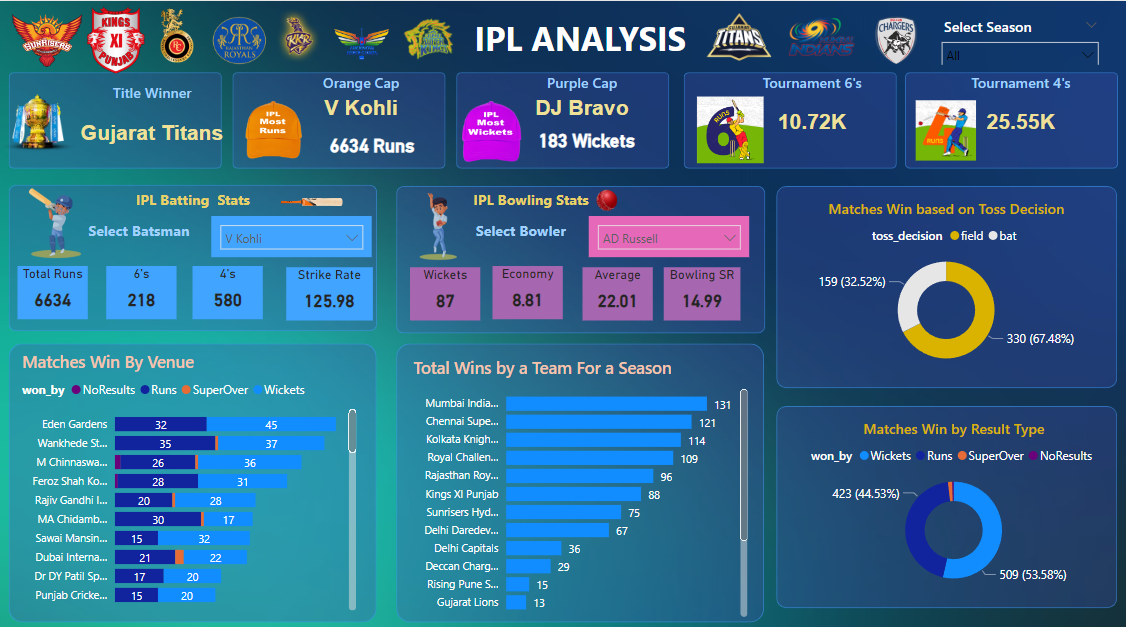 SUNRISERS
KINGS
XI
PUNJAB
RAJASTHAN
ROYALS
KKR
IPL ANALYSIS
TITANS
INDIANS
CHARGERS
Select Season
All
Title Winner
Gujarat Titans
Orange Cap
IPL
Most
Runs
V Kohli
6634 Runs
Purple Cap
IPL
Most
Wickets
DJ Bravo
183 Wickets
Tournament 6's
RUNS
10.72K
Tournament 4's
RUNS
25.55K
IPL Batting Stats
Select Batsman
V Kohli
Total Runs
6634
6's
218
4's
580
Strike Rate
125.98
IPL Bowling Stats
Select Bowler
AD Russell
Wickets
87
Economy
8.81
Average
22.01
Bowling SR
14.99
Matches Win based on Toss Decision
toss_decision field bat
159 (32.52%)
330 (67.48%)
Matches Win By Venue
won_by NoResults Runs SuperOver Wickets
Eden Gardens 32 45
Wankhede St... 35 37
M Chinnaswa... 26 36
Feroz Shah Ko... 28 31
Rajiv Gandhi I... 20 28
MA Chidamb... 30 17
Sawai Mansin... 15 32
Dubai Interna... 21 22
Dr DY Patil Sp... 17 20
Punjab Cricke... 15 20
Total Wins by a Team For a Season
Mumbai India... 131
Chennai Supe... 121
Kolkata Knigh... 114
Royal Challen... 109
Rajasthan Roy... 96
Kings XI Punjab 88
Sunrisers Hyd... 75
Delhi Daredev... 67
Delhi Capitals 36
Deccan Charg... 29
Rising Pune S... 15
Gujarat Lions 13
Matches Win by Result Type
won_by Wickets Runs SuperOver NoResults
423 (44.53%)
509 (53.58%)